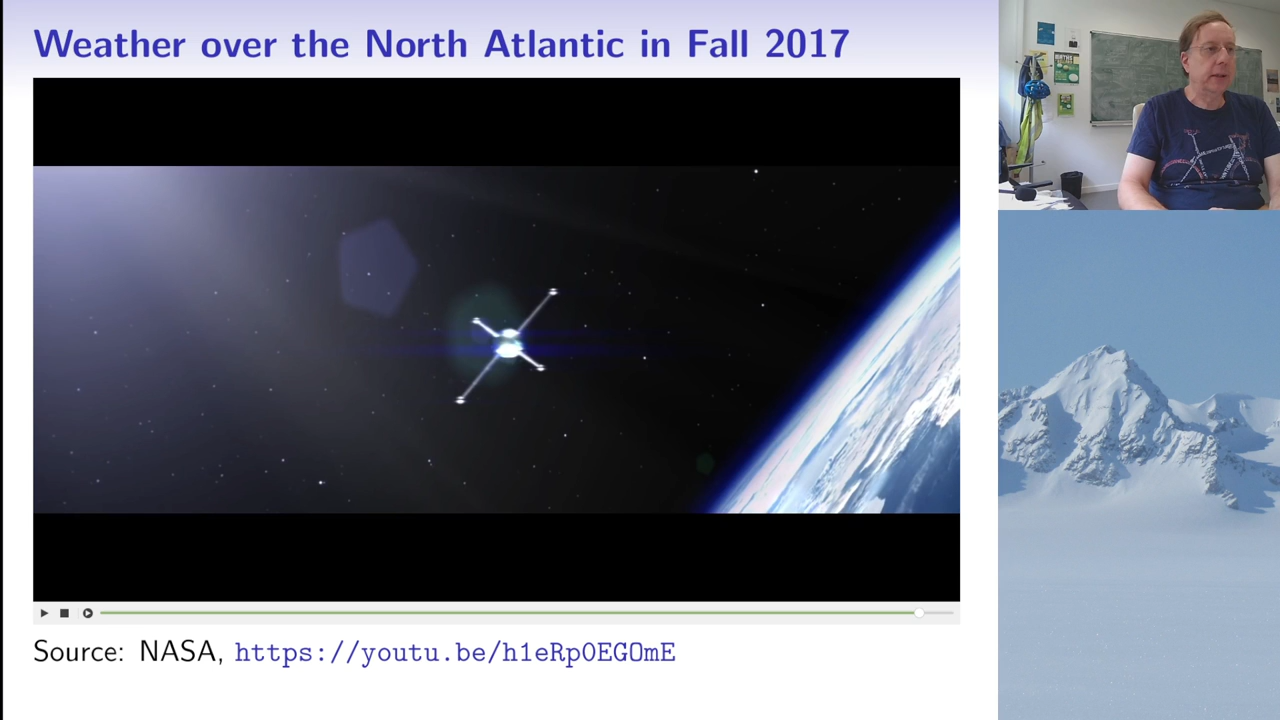 Weather over the North Atlantic in Fall 2017
Source: NASA, https://youtu.be/h1eRp0EGOmE